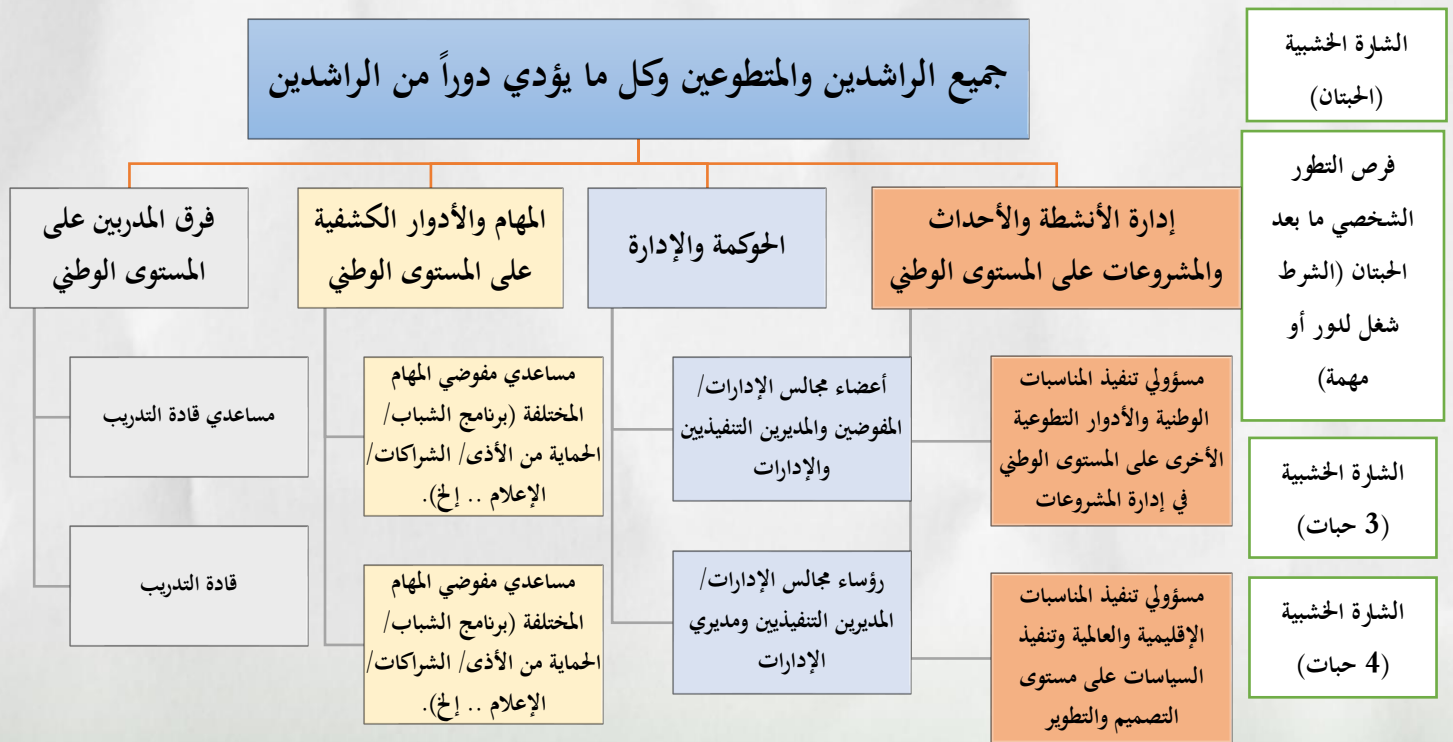 جميع الراشدين والمتطوعين وكل ما يؤدي دوراً من الراشدين
الشارة الخشبية
(الحبتان)
فرص التطور
الشخصي ما بعد
الحبتان (الشرط
شغل لدور أو
مهمة)
إدارة الأنشطة والأحداث
والمشروعات على المستوى الوطني
الحوكمة والإدارة
المهام والأدوار الكشفية
على المستوى الوطني
فرق المدربين على
المستوى الوطني
الشارة الخشبية
(3 حبات)
مسؤولي تنفيذ المناسبات
الوطنية والأدوار التطوعية
الأخرى على المستوى الوطني
في إدارة المشروعات
أعضاء مجالس الإدارات/
المفوضين والمديرين التنفيذيين
والإدارات
مساعدي مفوضي المهام
المختلفة (برنامج الشباب/
الحماية من الأذى/ الشراكات/
الإعلام .. إلخ).
مساعدي قادة التدريب
الشارة الخشبية
(4 حبات)
مسؤولي تنفيذ المناسبات
الإقليمية والعالمية وتنفيذ
السياسات على مستوى
التصميم والتطوير
رؤساء مجالس الإدارات/
المديرين التنفيذيين ومديري
الإدارات
مساعدي مفوضي المهام
المختلفة (برنامج الشباب/
الحماية من الأذى/ الشراكات/
الإعلام .. إلخ).
قادة التدريب